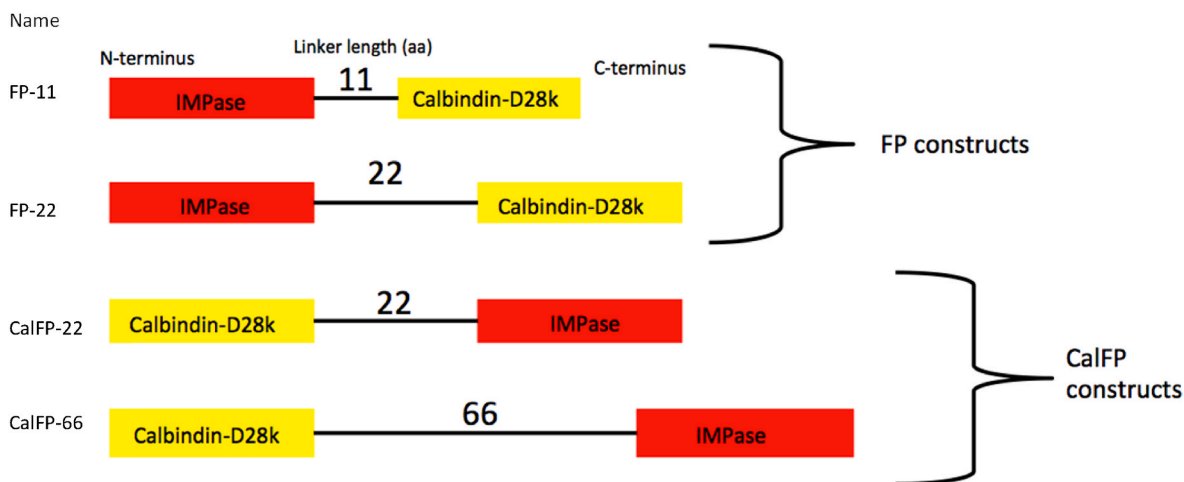 Name
N-terminus
Linker length (aa)
C-terminus
FP-11
IMPase
11
Calbindin-D28k
FP constructs
FP-22
IMPase
22
Calbindin-D28k
CalFP-22
Calbindin-D28k
22
IMPase
CalFP
constructs
CalFP-66
Calbindin-D28k
66
IMPase